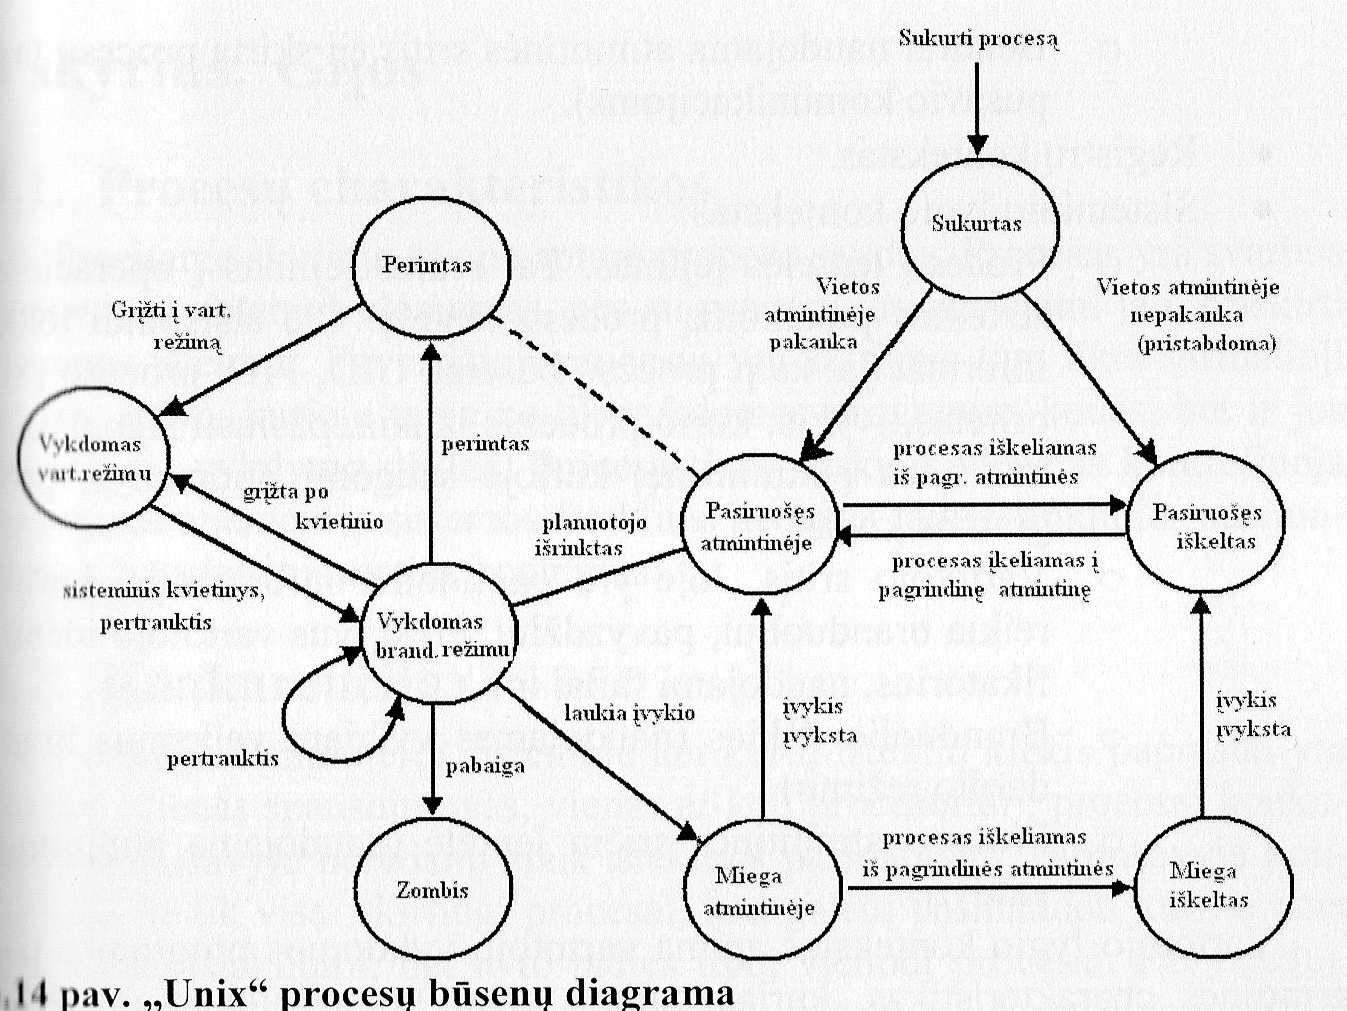 Sukurti procesą
Sukurtas
Perimtas
Grįžti į vart.
režimą
Vietos
atmintinėje
pakanka
Vietos atmintinėje
nepakanka
(pristabdoma)
Vykdomas
vart.režimu
perimtas
grįžta po
kvietinio
planuotojo
išrinktas
procesas iškeliamas
iš pagr. atmintinės
Pasiruošęs
atmintinėje
Pasiruošęs
iškeltas
procesas įkeliamas į
pagrindinę atmintinę
sisteminis kvietinys,
pertrauktis
Vykdomas
brand.režimu
pertrauktis
pabaiga
laukia įvykio
įvykis
įvyksta
įvykis
įvyksta
Zombis
Miega
atmintinėje
procesas iškeliamas
iš pagrindinės atmintinės
Miega
iškeltas
.14 pav. „Unix“ procesų būsenų diagrama